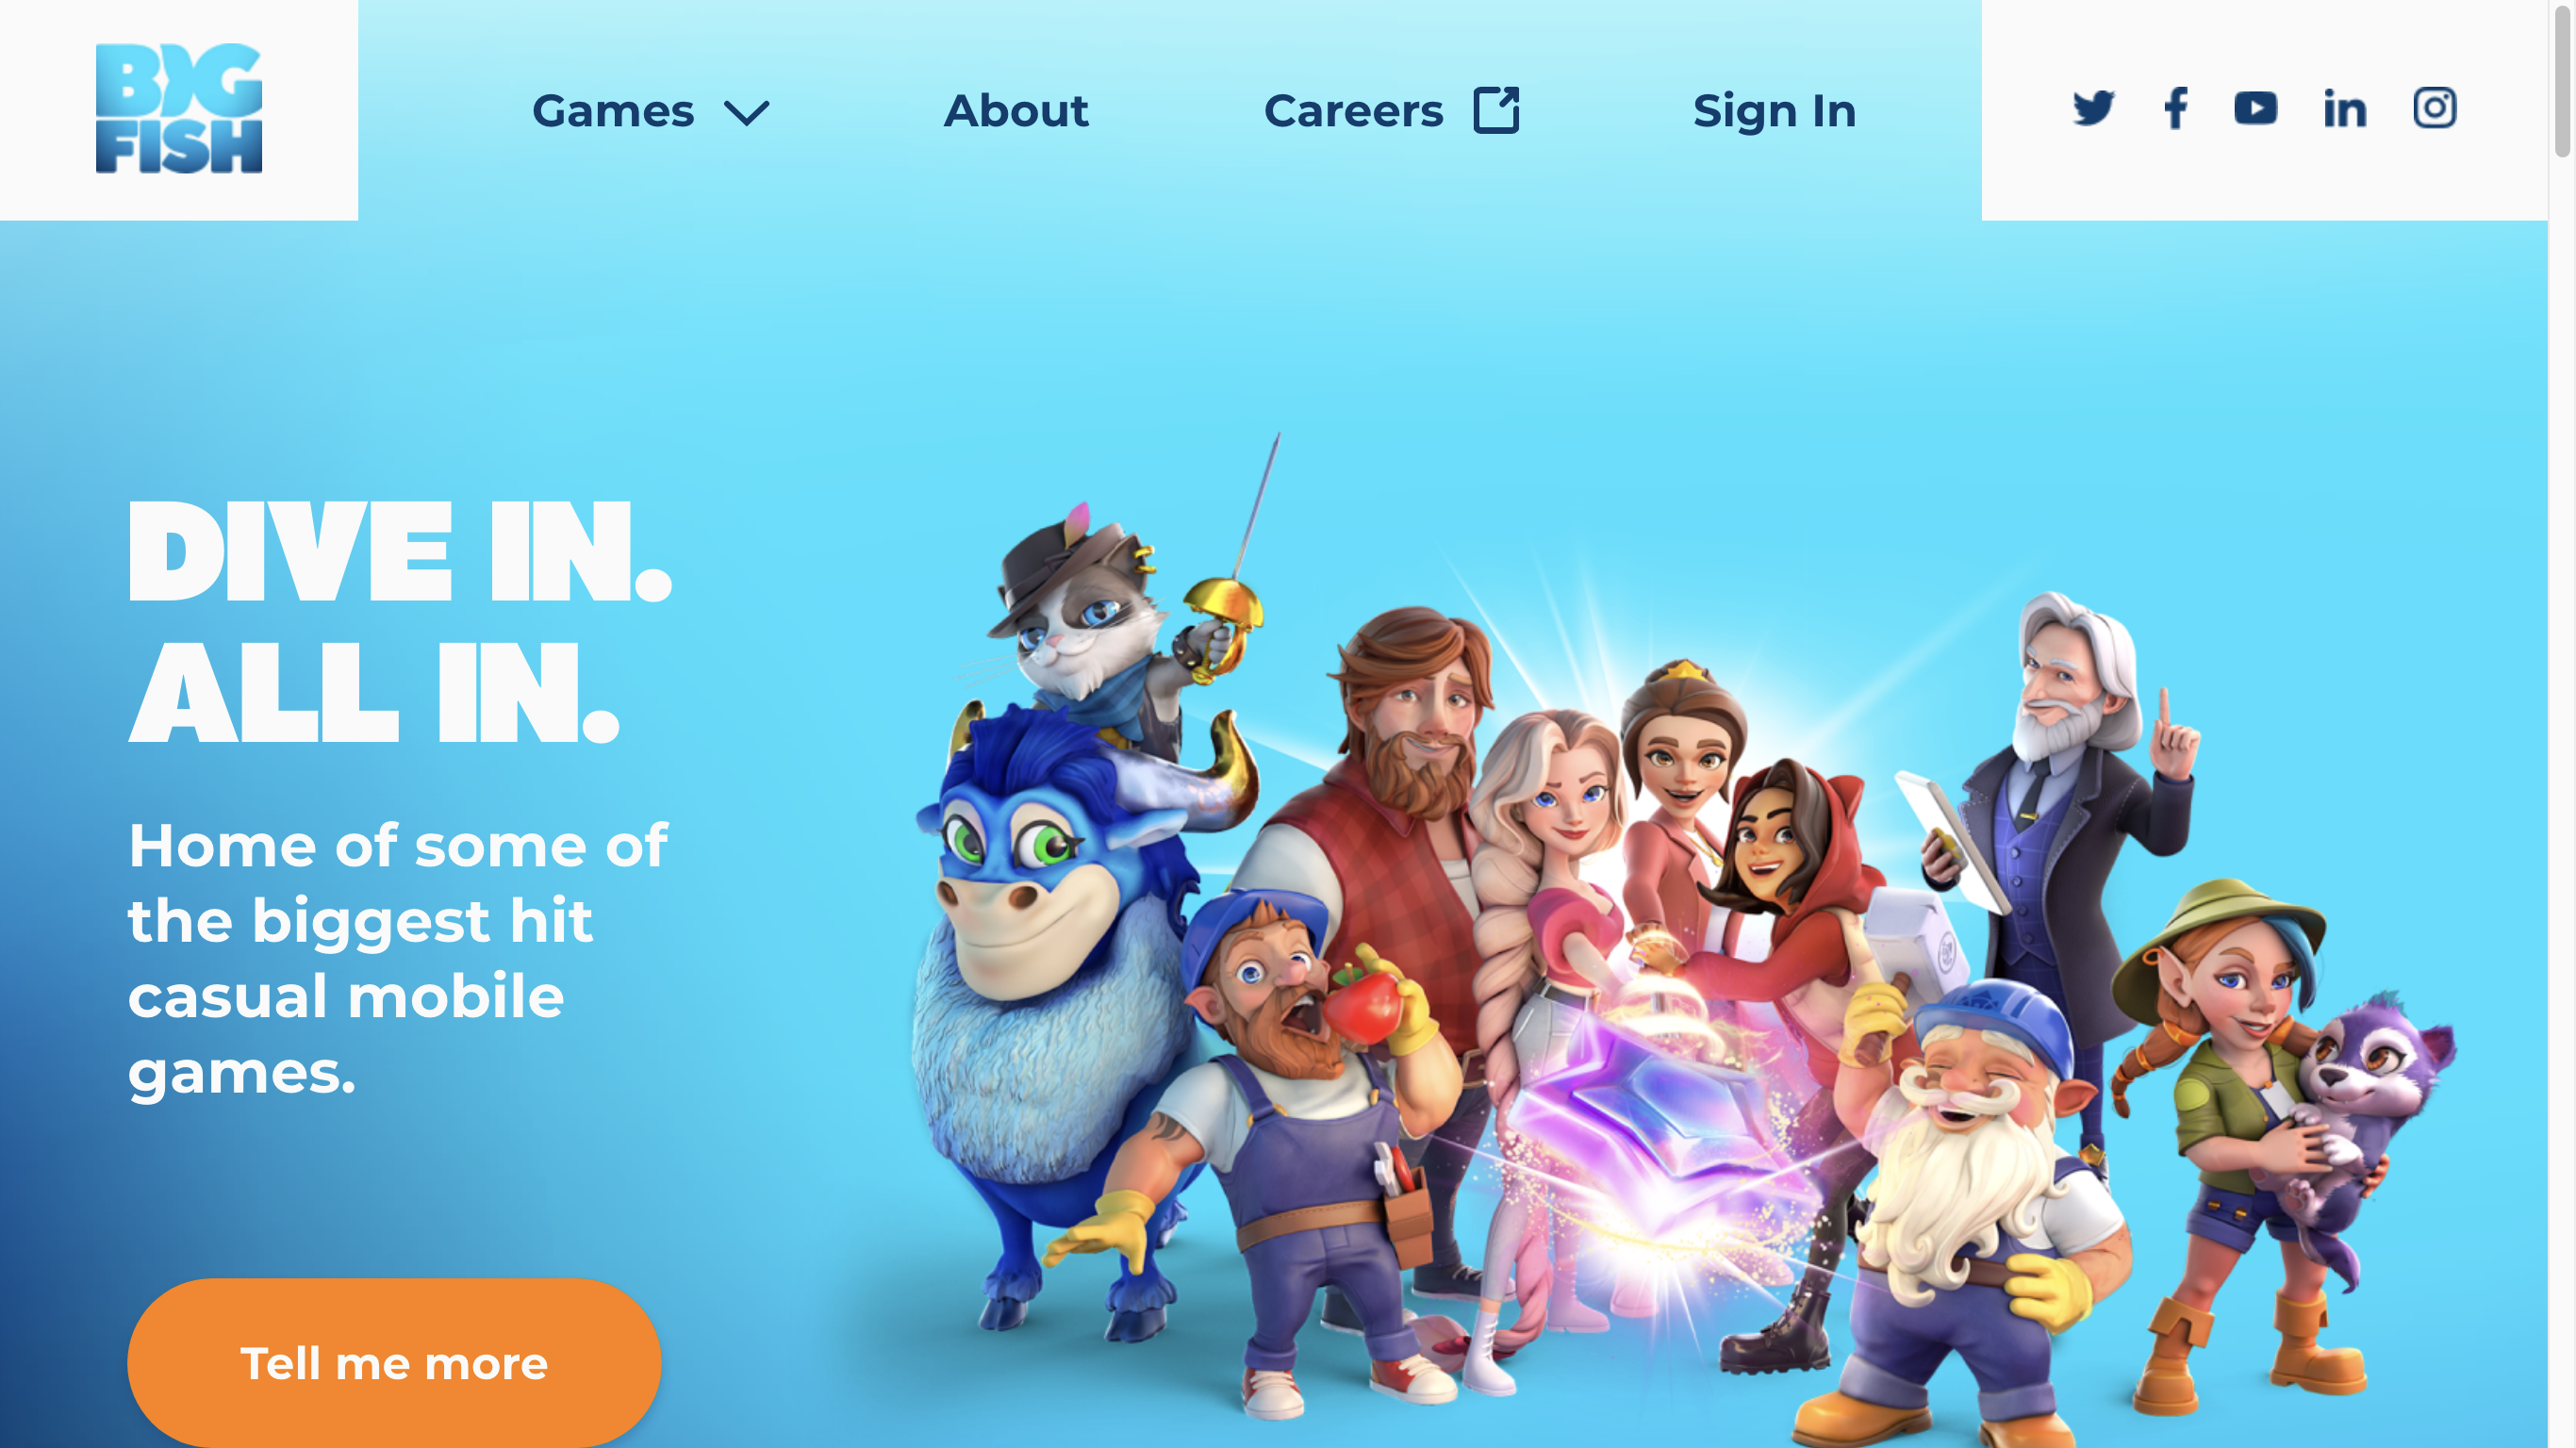 BIG
FISH
Games
About
Careers
Sign In
DIVE IN.
ALL IN.
Home of some of
the biggest hit
casual mobile
games.
Tell me more